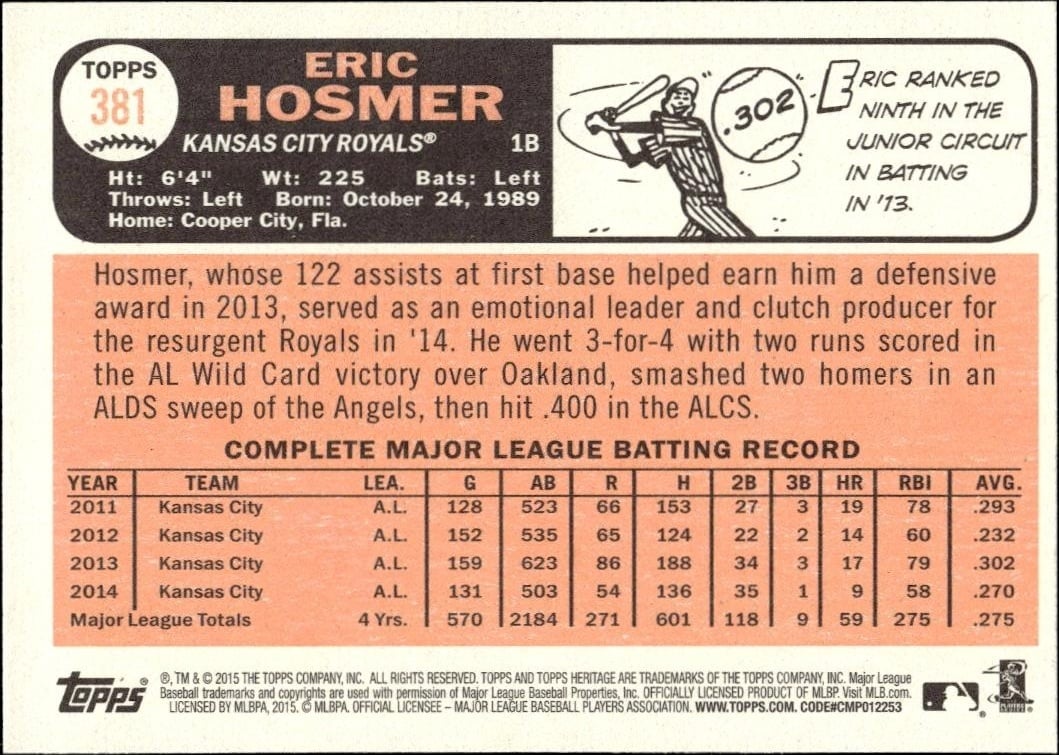 TOPPS
381
ERIC
HOSMER
KANSAS CITY ROYALS® 1B
Ht: 6'4" Wt: 225 Bats: Left
Throws: Left Born: October 24, 1989
Home: Cooper City, Fla.
.302
ERIC RANKED
NINTH IN THE
JUNIOR CIRCUIT
IN BATTING
IN '13.
Hosmer, whose 122 assists at first base helped earn him a defensive
award in 2013, served as an emotional leader and clutch producer for
the resurgent Royals in '14. He went 3-for-4 with two runs scored in
the AL Wild Card victory over Oakland, smashed two homers in an
ALDS sweep of the Angels, then hit .400 in the ALCS.
COMPLETE MAJOR LEAGUE BATTING RECORD
YEAR TEAM LEA. G AB R H 2B 3B HR RBI AVG.
2011 Kansas City A.L. 128 523 66 153 27 3 19 78 .293
2012 Kansas City A.L. 152 535 65 124 22 2 14 60 .232
2013 Kansas City A.L. 159 623 86 188 34 3 17 79 .302
2014 Kansas City A.L. 131 503 54 136 35 1 9 58 .270
Major League Totals 4 Yrs. 570 2184 271 601 118 9 59 275 .275
Topps®
®, TM & © 2015 THE TOPPS COMPANY, INC. ALL RIGHTS RESERVED. TOPPS AND TOPPS HERITAGE ARE TRADEMARKS OF THE TOPPS COMPANY, INC. Major League
Baseball trademarks and copyrights are used with permission of Major League Baseball Properties, Inc. OFFICIALLY LICENSED PRODUCT OF MLBP. Visit MLB.com.
LICENSED BY MLBPA, 2015. © MLBPA. OFFICIAL LICENSEE – MAJOR LEAGUE BASEBALL PLAYERS ASSOCIATION. WWW.TOPPS.COM. CODE#CMP012253